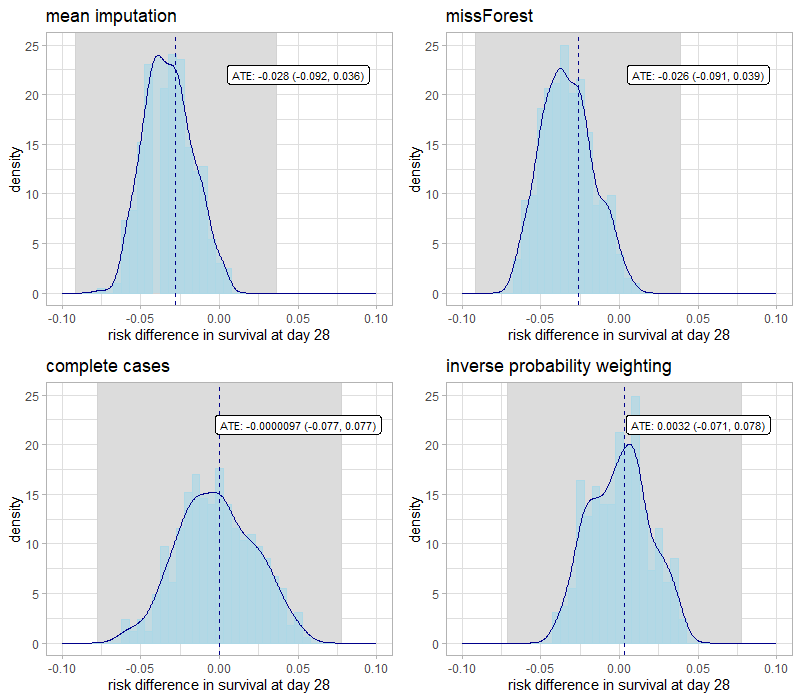 mean imputation
25
20
15
10
5
0
density
ATE: -0.028 (-0.092, 0.036)
-0.10 -0.05 0.00 0.05 0.10
risk difference in survival at day 28
missForest
25
20
15
10
5
0
density
ATE: -0.026 (-0.091, 0.039)
-0.10 -0.05 0.00 0.05 0.10
risk difference in survival at day 28
complete cases
25
20
15
10
5
0
density
ATE: -0.0000097 (-0.077, 0.077)
-0.10 -0.05 0.00 0.05 0.10
risk difference in survival at day 28
inverse probability weighting
25
20
15
10
5
0
density
ATE: 0.0032 (-0.071, 0.078)
-0.10 -0.05 0.00 0.05 0.10
risk difference in survival at day 28